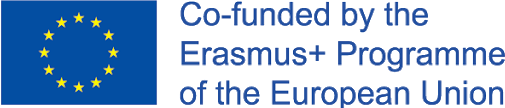 Co-funded by the
Erasmus+ Programme
of the European Union